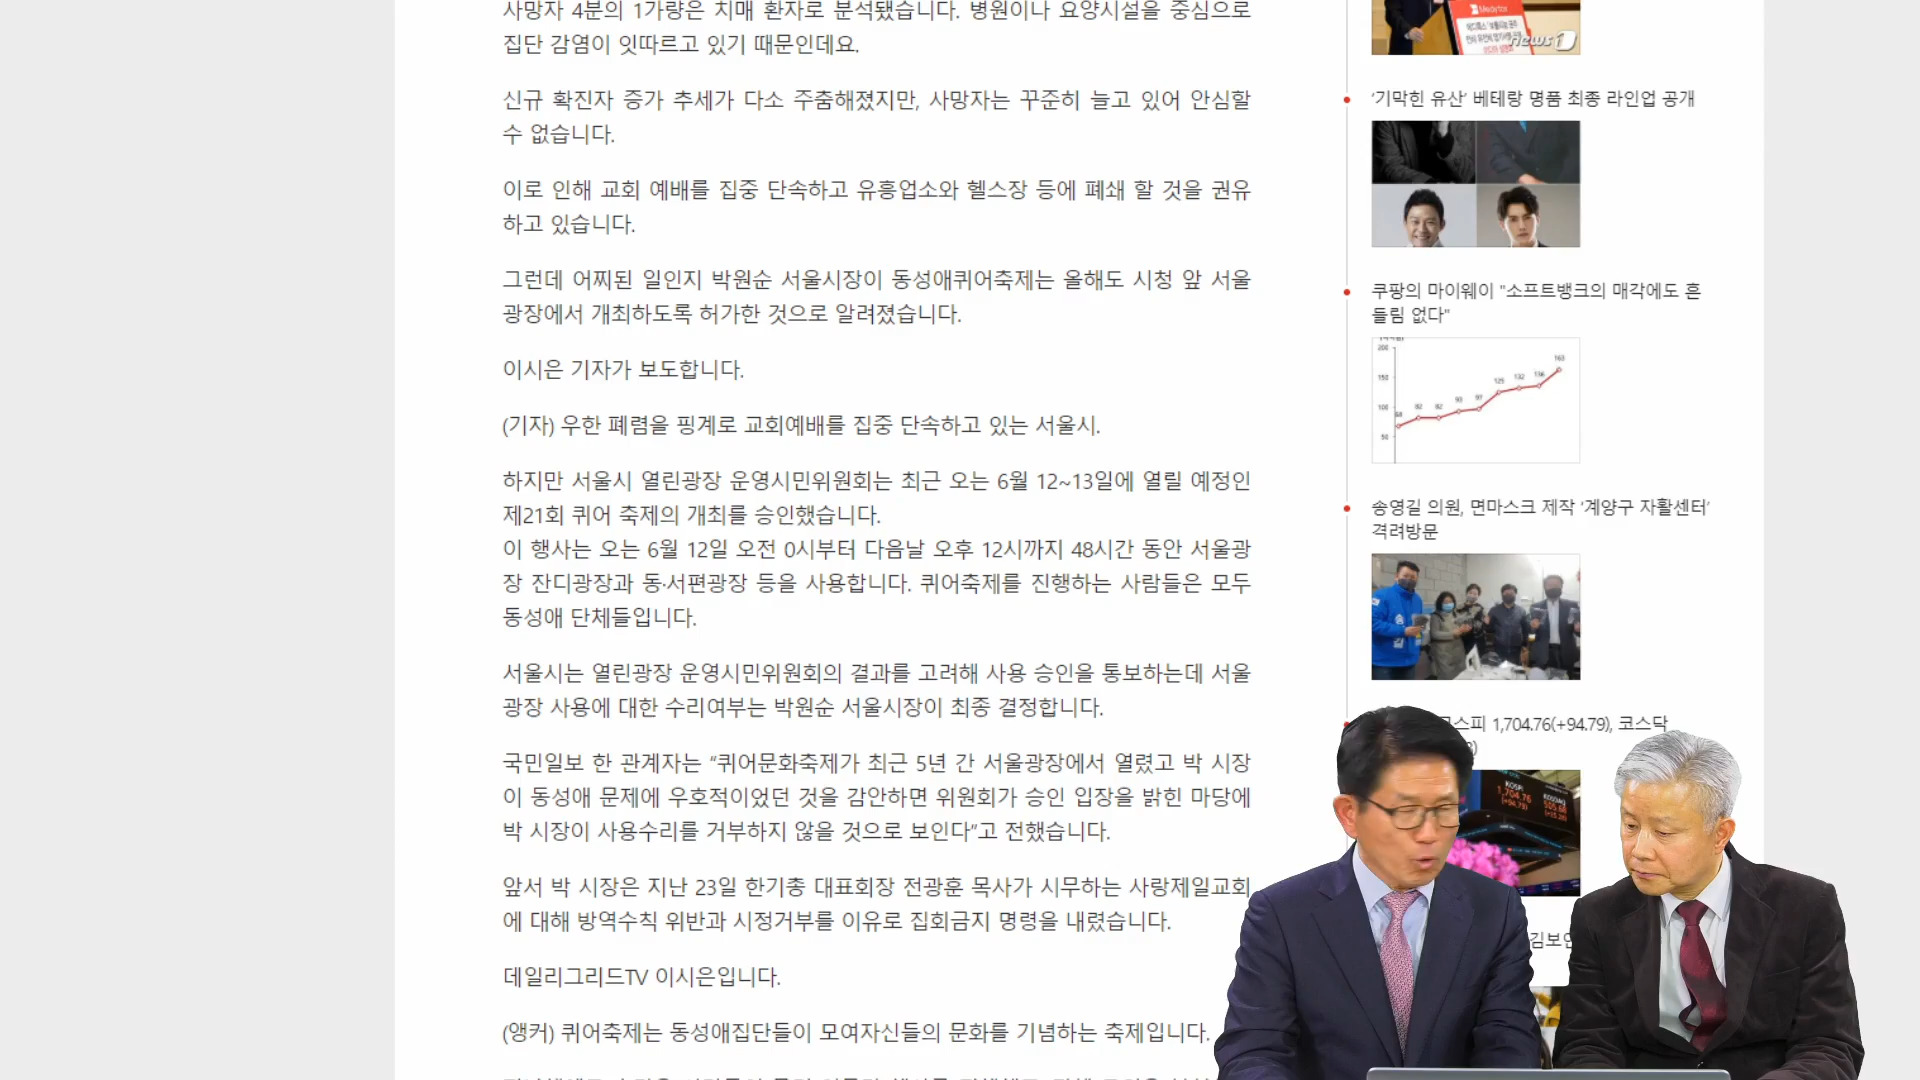 사망자 4분의 1가량은 치매 환자로 분석됐습니다. 병원이나 요양시설을 중심으로
집단 감염이 잇따르고 있기 때문인데요.
신규 확진자 증가 추세가 다소 주춤해졌지만, 사망자는 꾸준히 늘고 있어 안심할
수 없습니다.
이로 인해 교회 예배를 집중 단속하고 유흥업소와 헬스장 등에 폐쇄 할 것을 권유
하고 있습니다.
그런데 어찌된 일인지 박원순 서울시장이 동성애퀴어축제는 올해도 시청 앞 서울
광장에서 개최하도록 허가한 것으로 알려졌습니다.
이시은 기자가 보도합니다.
(기자) 우한 폐렴을 핑계로 교회예배를 집중 단속하고 있는 서울시.
하지만 서울시 열린광장 운영시민위원회는 최근 오는 6월 12~13일에 열릴 예정인
제21회 퀴어 축제의 개최를 승인했습니다.
이 행사는 오는 6월 12일 오전 0시부터 다음날 오후 12시까지 48시간 동안 서울광
장 잔디광장과 동·서편광장 등을 사용합니다. 퀴어축제를 진행하는 사람들은 모두
동성애 단체들입니다.
서울시는 열린광장 운영시민위원회의 결과를 고려해 사용 승인을 통보하는데 서울
광장 사용에 대한 수리여부는 박원순 서울시장이 최종 결정합니다.
국민일보 한 관계자는 “퀴어문화축제가 최근 5년 간 서울광장에서 열렸고 박 시장
이 동성애 문제에 우호적이었던 것을 감안하면 위원회가 승인 입장을 밝힌 마당에
박 시장이 사용수리를 거부하지 않을 것으로 보인다”고 전했습니다.
앞서 박 시장은 지난 23일 한기총 대표회장 전광훈 목사가 시무하는 사랑제일교회
에 대해 방역수칙 위반과 시정거부를 이유로 집회금지 명령을 내렸습니다.
데일리그리드TV 이시은입니다.
(앵커) 퀴어축제는 동성애집단들이 모여자신들의 문화를 기념하는 축제입니다.
Medytox
news1
‘기막힌 유산’ 베테랑 명품 최종 라인업 공개
쿠팡의 마이웨이 "소프트뱅크의 매각에도 흔
들림 없다"
200
150
100
50
68 82 82 93 97 125 132 136 163
송영길 의원, 면마스크 제작 ‘계양구 자활센터’
격려방문
코스피 1,704.76(+94.79), 코스닥
KOSPI
1,704.76
(+94.79)
KOSDAQ
김보